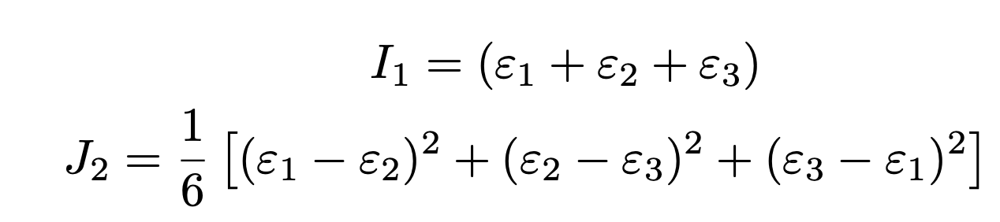 I₁ = (ε₁ + ε₂ + ε₃)
J₂ = 1/6 [(ε₁ − ε₂)² + (ε₂ − ε₃)² + (ε₃ − ε₁)²]